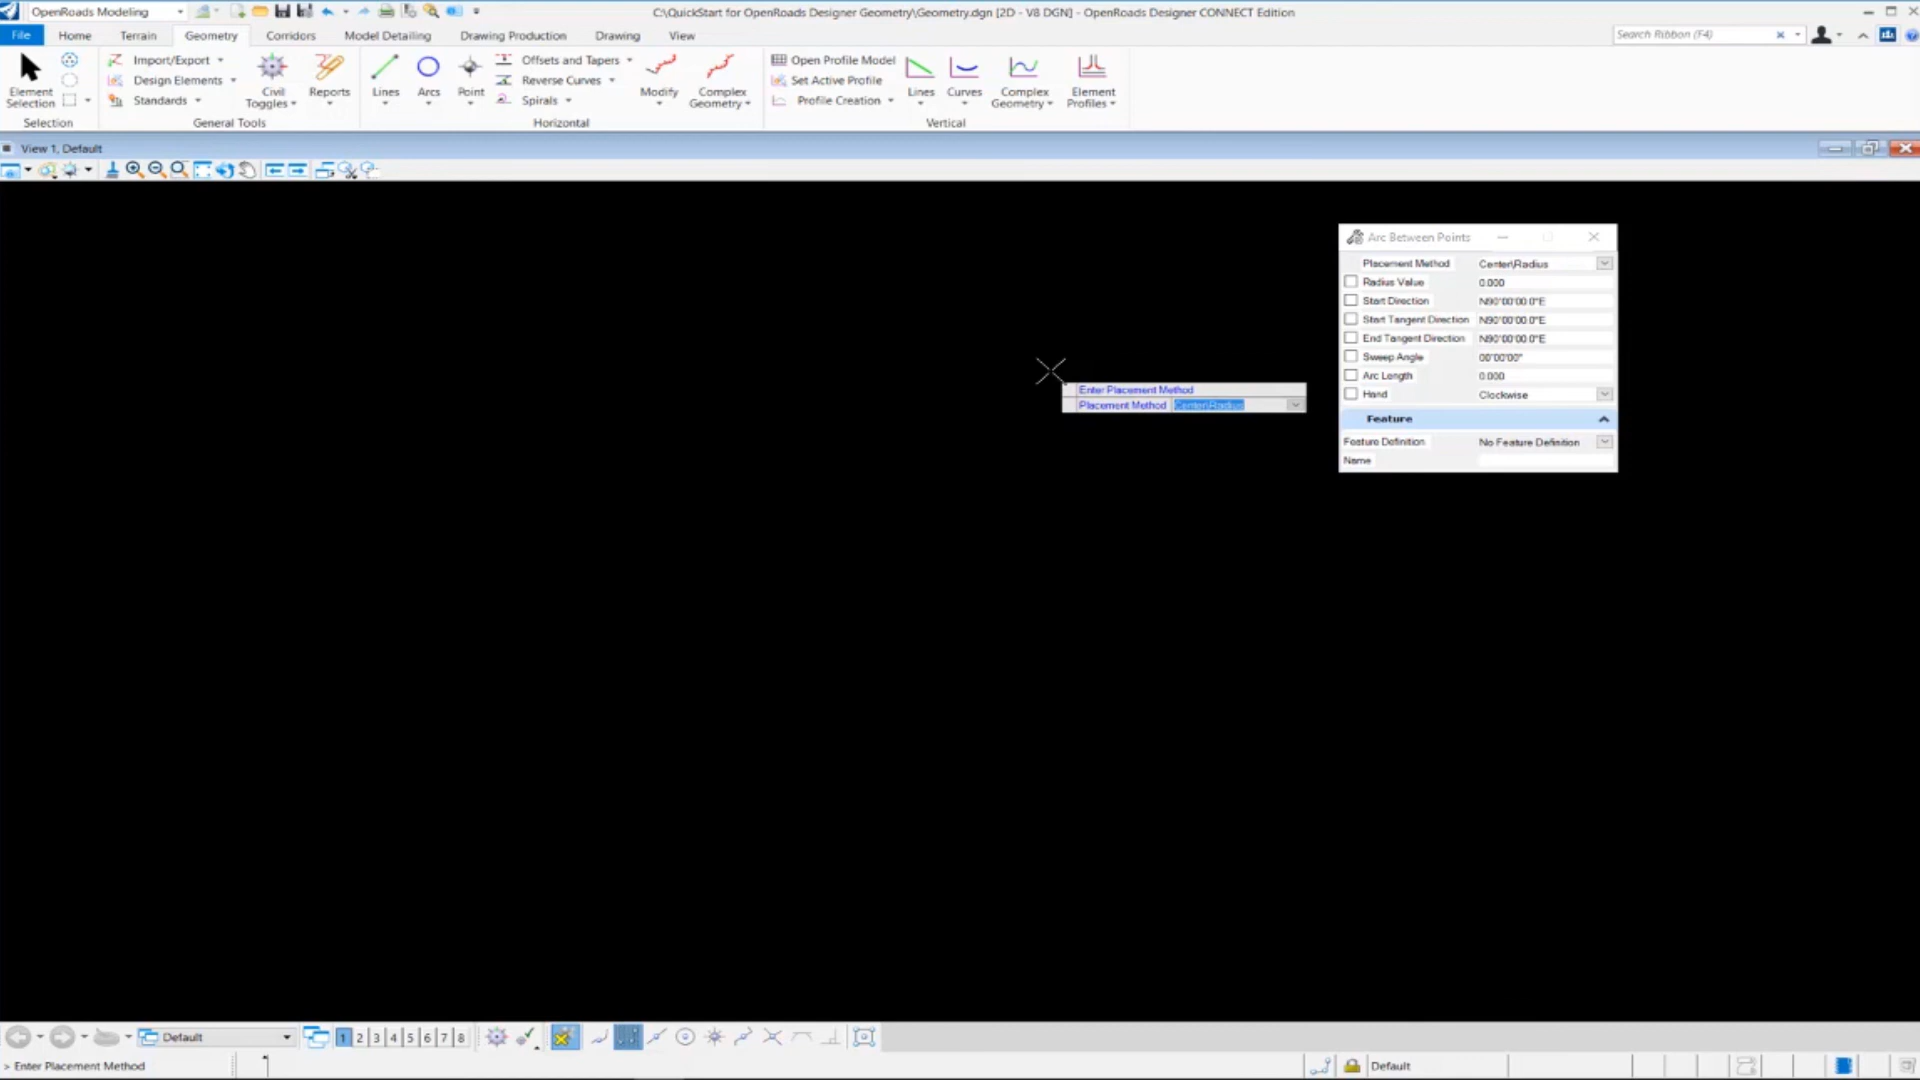 OpenRoads Modeling
C:\QuickStart for OpenRoads Designer Geometry\Geometry.dgn [2D - V8 DGN] - OpenRoads Designer CONNECT Edition
File Home Terrain Geometry Corridors Model Detailing Drawing Production Drawing View
Search Ribbon (F4)
Element Selection
Selection
Import/Export
Design Elements
Standards
Civil Toggles
Reports
General Tools
Lines
Arcs
Point
Offsets and Tapers
Reverse Curves
Spirals
Modify
Complex Geometry
Horizontal
Open Profile Model
Set Active Profile
Profile Creation
Lines
Curves
Complex Geometry
Element Profiles
Vertical
View 1, Default
Arc Between Points
Placement Method Center\Radius
Radius Value 0.000
Start Direction N90°00'00.0"E
Start Tangent Direction N90°00'00.0"E
End Tangent Direction N90°00'00.0"E
Sweep Angle 00°00'00"
Arc Length 0.000
Hand Clockwise
Feature
Feature Definition No Feature Definition
Name
Enter Placement Method
Placement Method Center\Radius
Default
1 2 3 4 5 6 7 8
> Enter Placement Method
Default